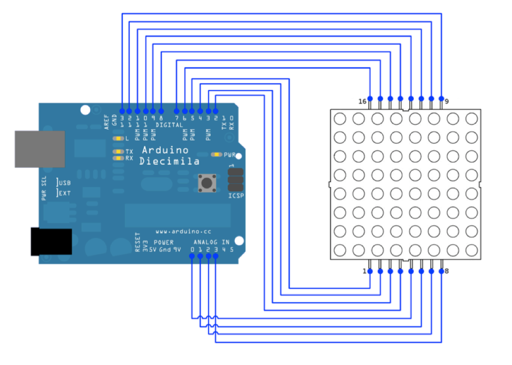 AREF
GND
13
12
11
10
9
8
7
6
5
4
3
2
TX
RX
PWM
PWM
PWM
PWM
PWM
PWM
DIGITAL
L
TX
RX
Arduino
Diecimila
PWR
ICSP
PWR SEL
USB
EXT
www.arduino.cc
RESET
3V3
5V Gnd 9V
POWER
ANALOG IN
0 1 2 3 4 5
16
9
1
8